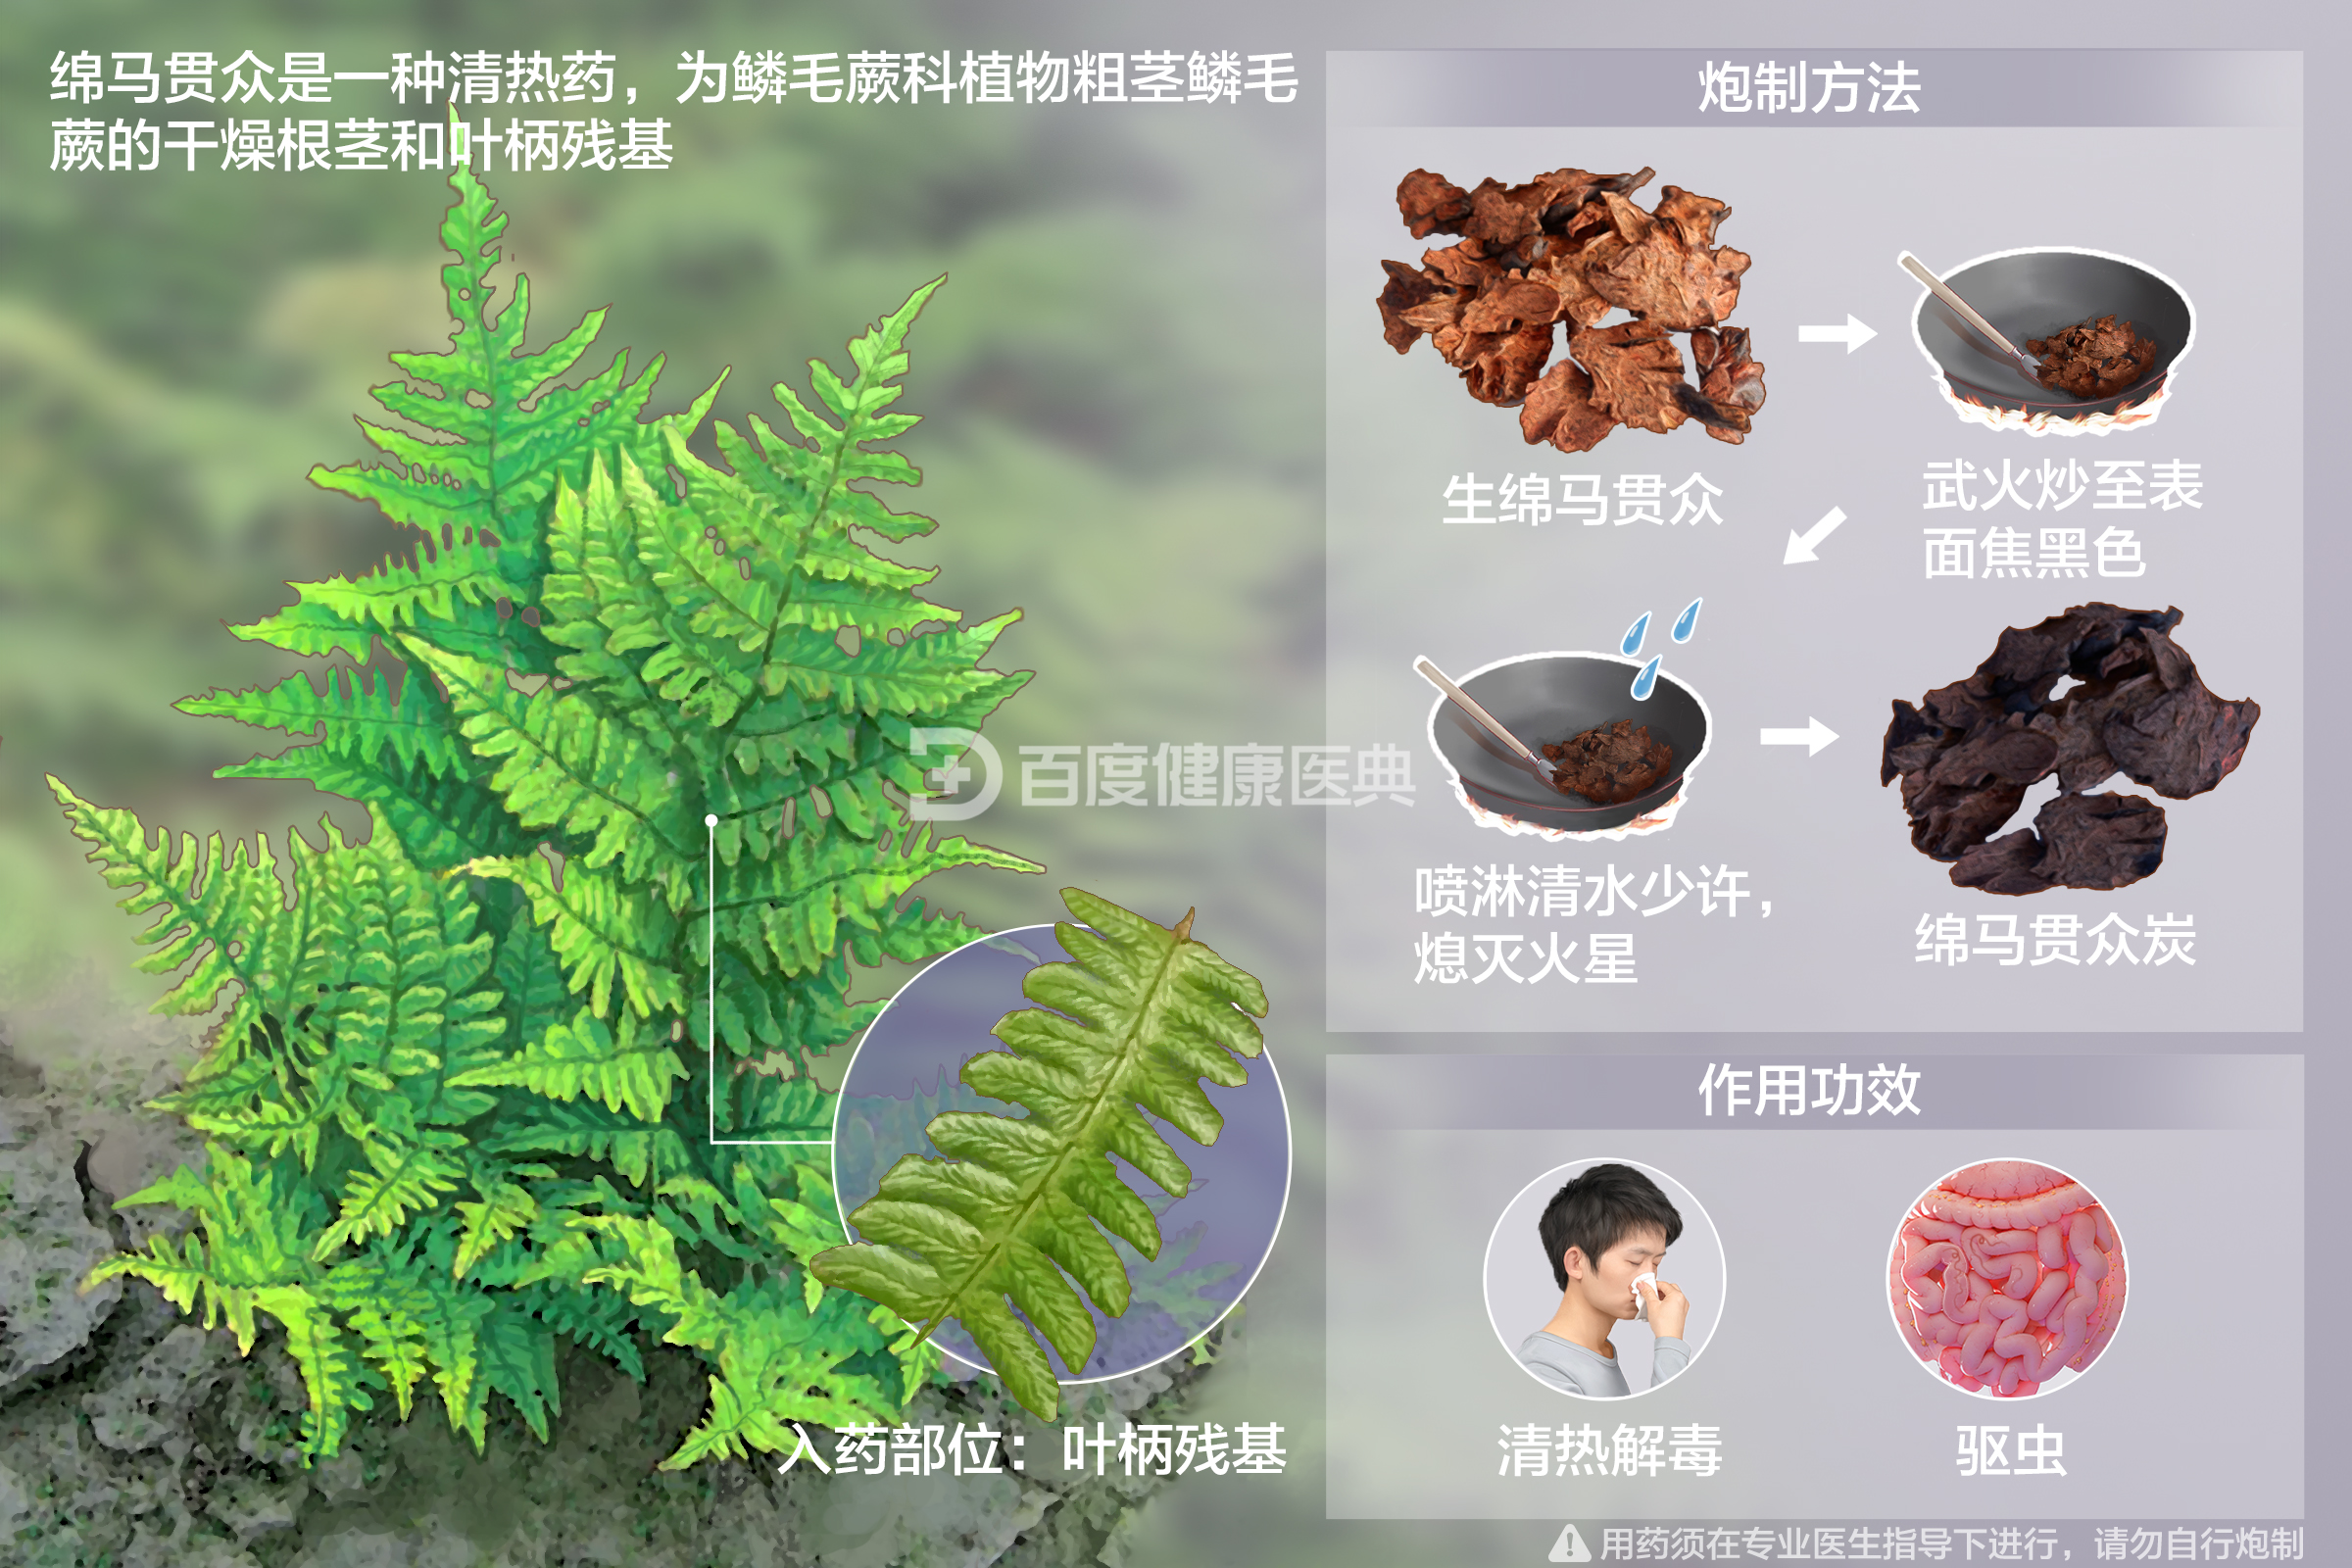 绵马贯众是一种清热药，为鳞毛蕨科植物粗茎鳞毛
蕨的干燥根茎和叶柄残基
炮制方法
生绵马贯众
武火炒至表
面焦黑色
喷淋清水少许，
熄灭火星
绵马贯众炭
百度健康医典
入药部位：叶柄残基
作用功效
清热解毒
驱虫
用药须在专业医生指导下进行，请勿自行炮制